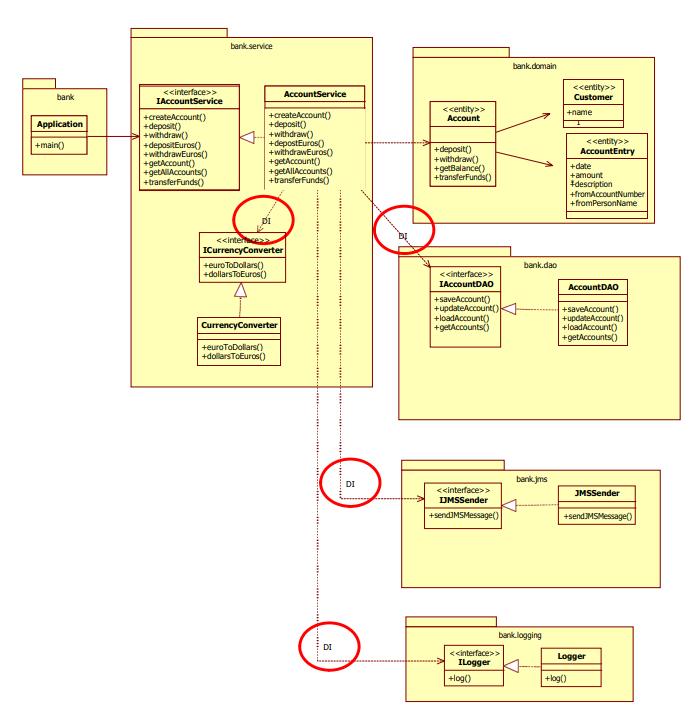 bank
Application
+main()
bank.service
<<interface>>
IAccountService
+createAccount()
+deposit()
+withdraw()
+depositEuros()
+withdrawEuros()
+getAccount()
+getAllAccounts()
+transferFunds()
AccountService
+createAccount()
+deposit()
+withdraw()
+depostEuros()
+withdrawEuros()
+getAccount()
+getAllAccounts()
+transferFunds()
DI
<<interface>>
ICurrencyConverter
+euroToDollars()
+dollarsToEuros()
CurrencyConverter
+euroToDollars()
+dollarsToEuros()
bank.domain
<<entity>>
Account
+deposit()
+withdraw()
+getBalance()
+transferFunds()
<<entity>>
Customer
+name
1
<<entity>>
AccountEntry
+date
+amount
+description
+fromAccountNumber
+fromPersonName
DI
bank.dao
<<interface>>
IAccountDAO
+saveAccount()
+updateAccount()
+loadAccount()
+getAccounts()
AccountDAO
+saveAccount()
+updateAccount()
+loadAccount()
+getAccounts()
DI
bank.jms
<<interface>>
IJMSSender
+sendJMSMessage()
JMSSender
+sendJMSMessage()
DI
bank.logging
<<interface>>
ILogger
+log()
Logger
+log()